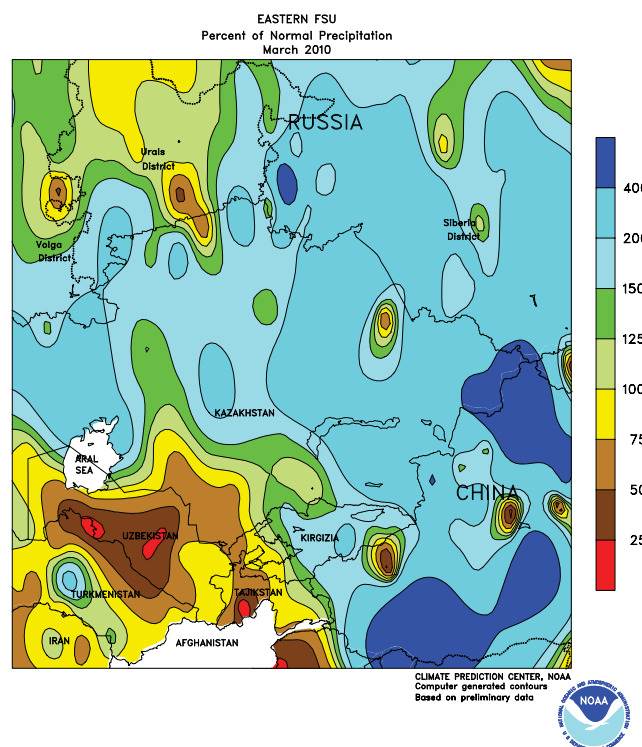 EASTERN FSU
Percent of Normal Precipitation
March 2010
RUSSIA
Urals
District
Volga
District
Siberia
District
KAZAKHSTAN
ARAL
SEA
CHINA
UZBEKISTAN
KIRGIZIA
TURKMENISTAN
TAJIKSTAN
IRAN
AFGHANISTAN
400
200
150
125
100
75
50
25
CLIMATE PREDICTION CENTER, NOAA
Computer generated contours
Based on preliminary data
NOAA